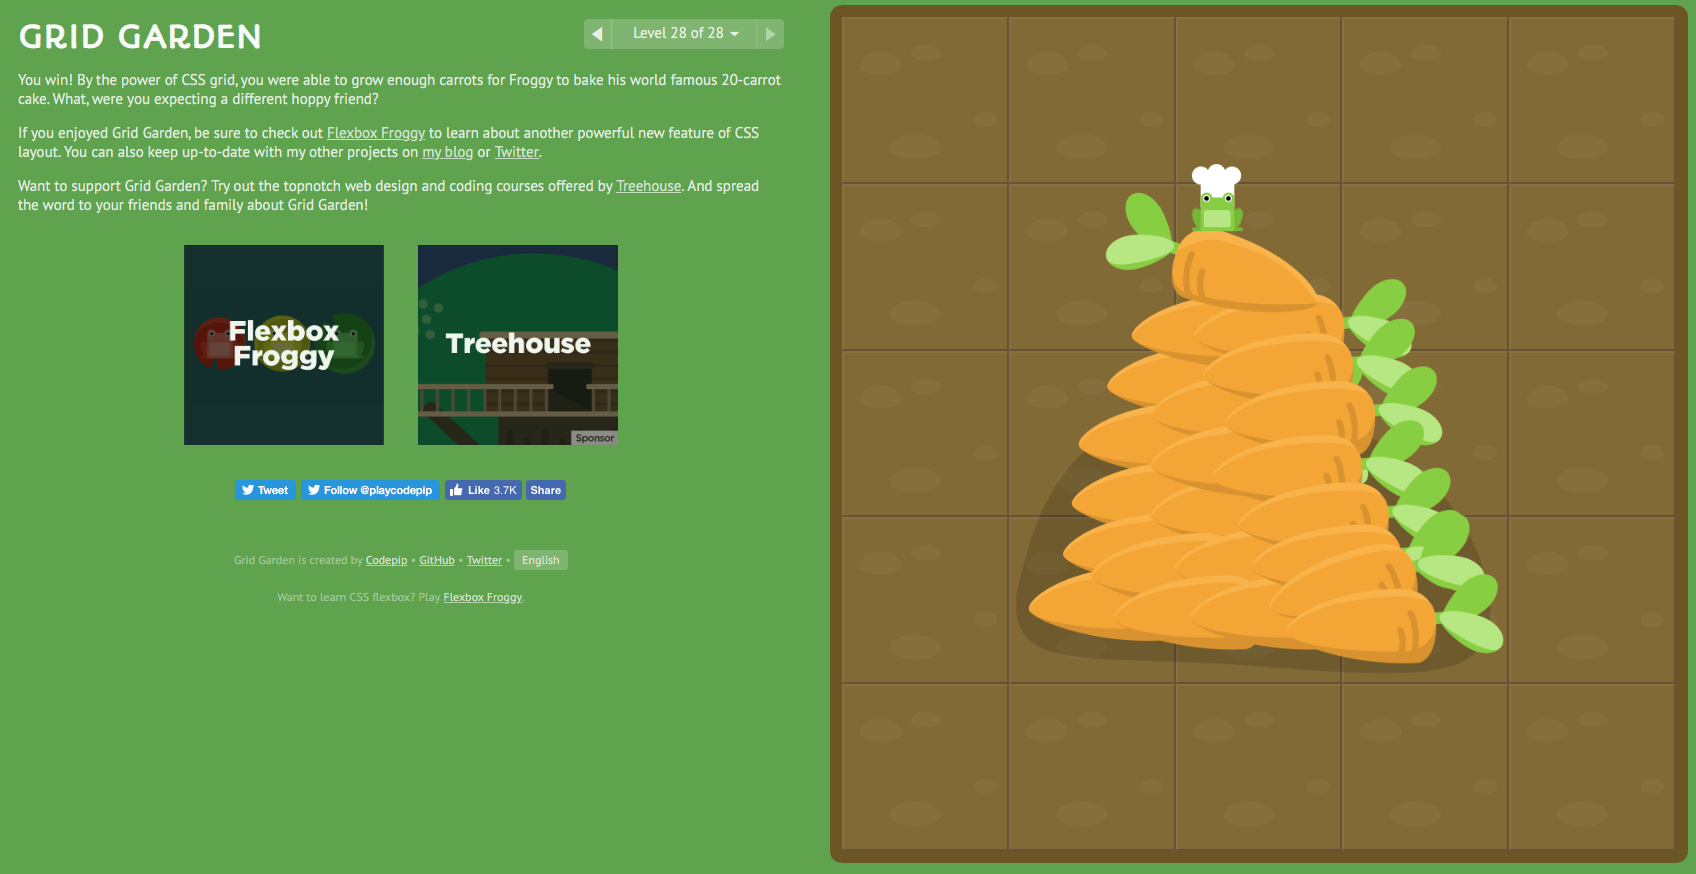 GRID GARDEN
Level 28 of 28
You win! By the power of CSS grid, you were able to grow enough carrots for Froggy to bake his world famous 20-carrot
cake. What, were you expecting a different hoppy friend?
If you enjoyed Grid Garden, be sure to check out Flexbox Froggy to learn about another powerful new feature of CSS
layout. You can also keep up-to-date with my other projects on my blog or Twitter.
Want to support Grid Garden? Try out the topnotch web design and coding courses offered by Treehouse. And spread
the word to your friends and family about Grid Garden!
Flexbox
Froggy
Treehouse
Sponsor
Tweet Follow @playcodepip Like 3.7K Share
Grid Garden is created by Codepip • GitHub • Twitter • English
Want to learn CSS flexbox? Play Flexbox Froggy.